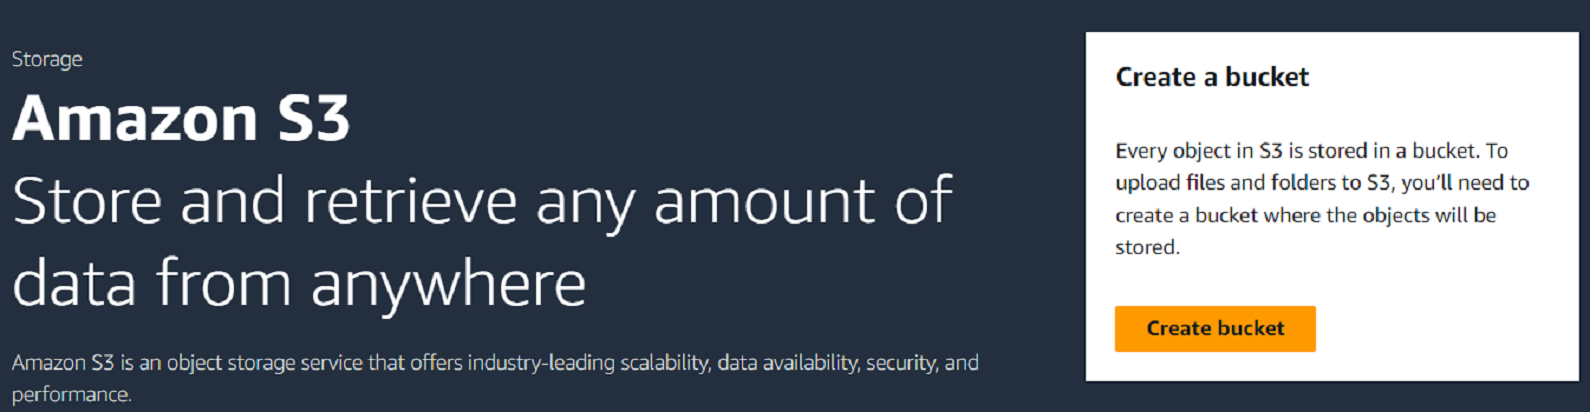 Storage
Amazon S3
Store and retrieve any amount of
data from anywhere
Amazon S3 is an object storage service that offers industry-leading scalability, data availability, security, and
performance.
Create a bucket
Every object in S3 is stored in a bucket. To
upload files and folders to S3, you’ll need to
create a bucket where the objects will be
stored.
Create bucket